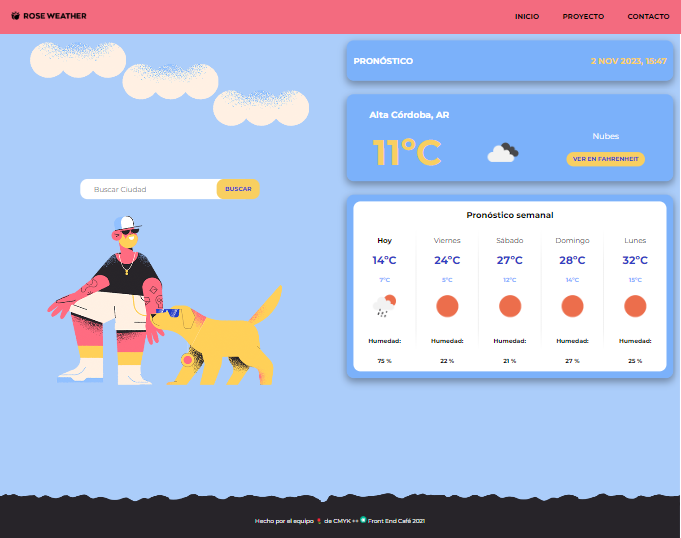 ROSE WEATHER
INICIO PROYECTO CONTACTO
PRONÓSTICO 2 NOV 2023, 15:47
Alta Córdoba, AR
11°C
Nubes
VER EN FAHRENHEIT
Buscar Ciudad BUSCAR
Pronóstico semanal
Hoy Viernes Sábado Domingo Lunes
14°C 24°C 27°C 28°C 32°C
7°C 5°C 12°C 14°C 15°C
Humedad: Humedad: Humedad: Humedad: Humedad:
75 % 22 % 21 % 27 % 25 %
Hecho por el equipo de CMYK ++ Front End Café 2021